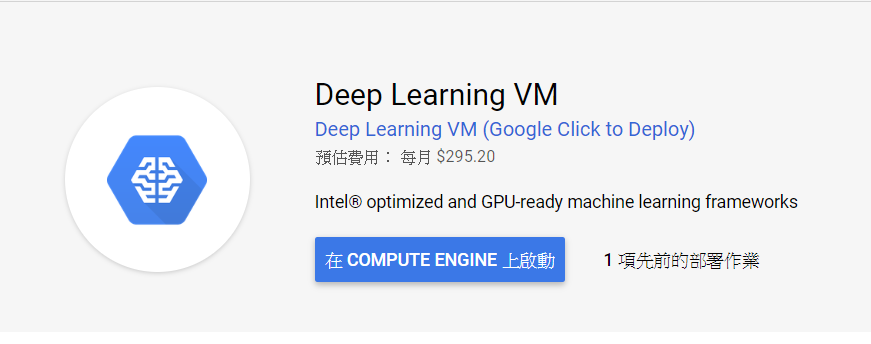 Deep Learning VM
Deep Learning VM (Google Click to Deploy)
預估費用： 每月 $295.20
Intel® optimized and GPU-ready machine learning frameworks
在 COMPUTE ENGINE 上啟動
1 項先前的部署作業